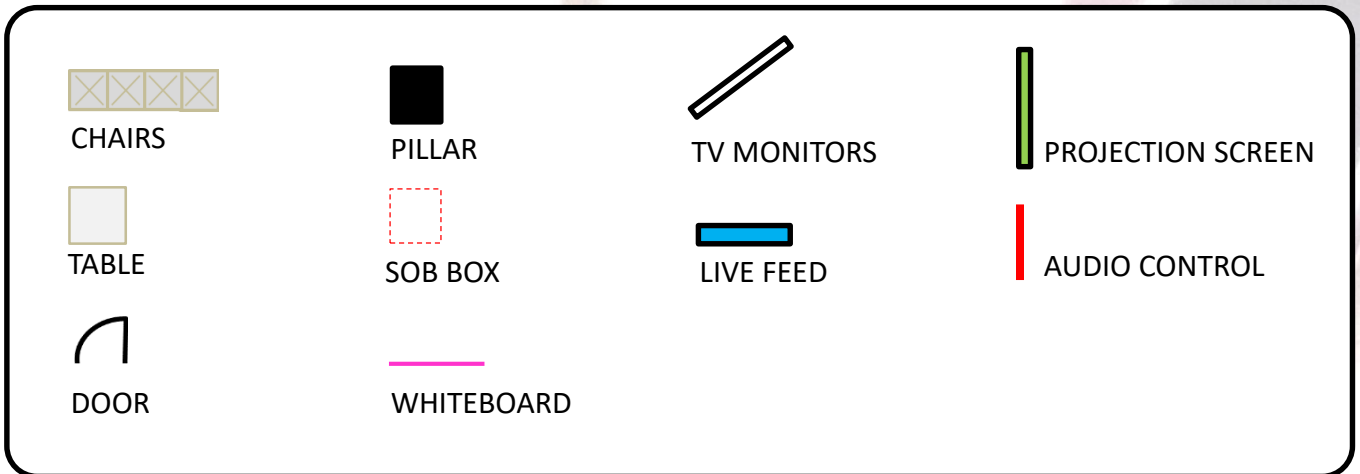 CHAIRS
PILLAR
TV MONITORS
PROJECTION SCREEN
TABLE
SOB BOX
LIVE FEED
AUDIO CONTROL
DOOR
WHITEBOARD